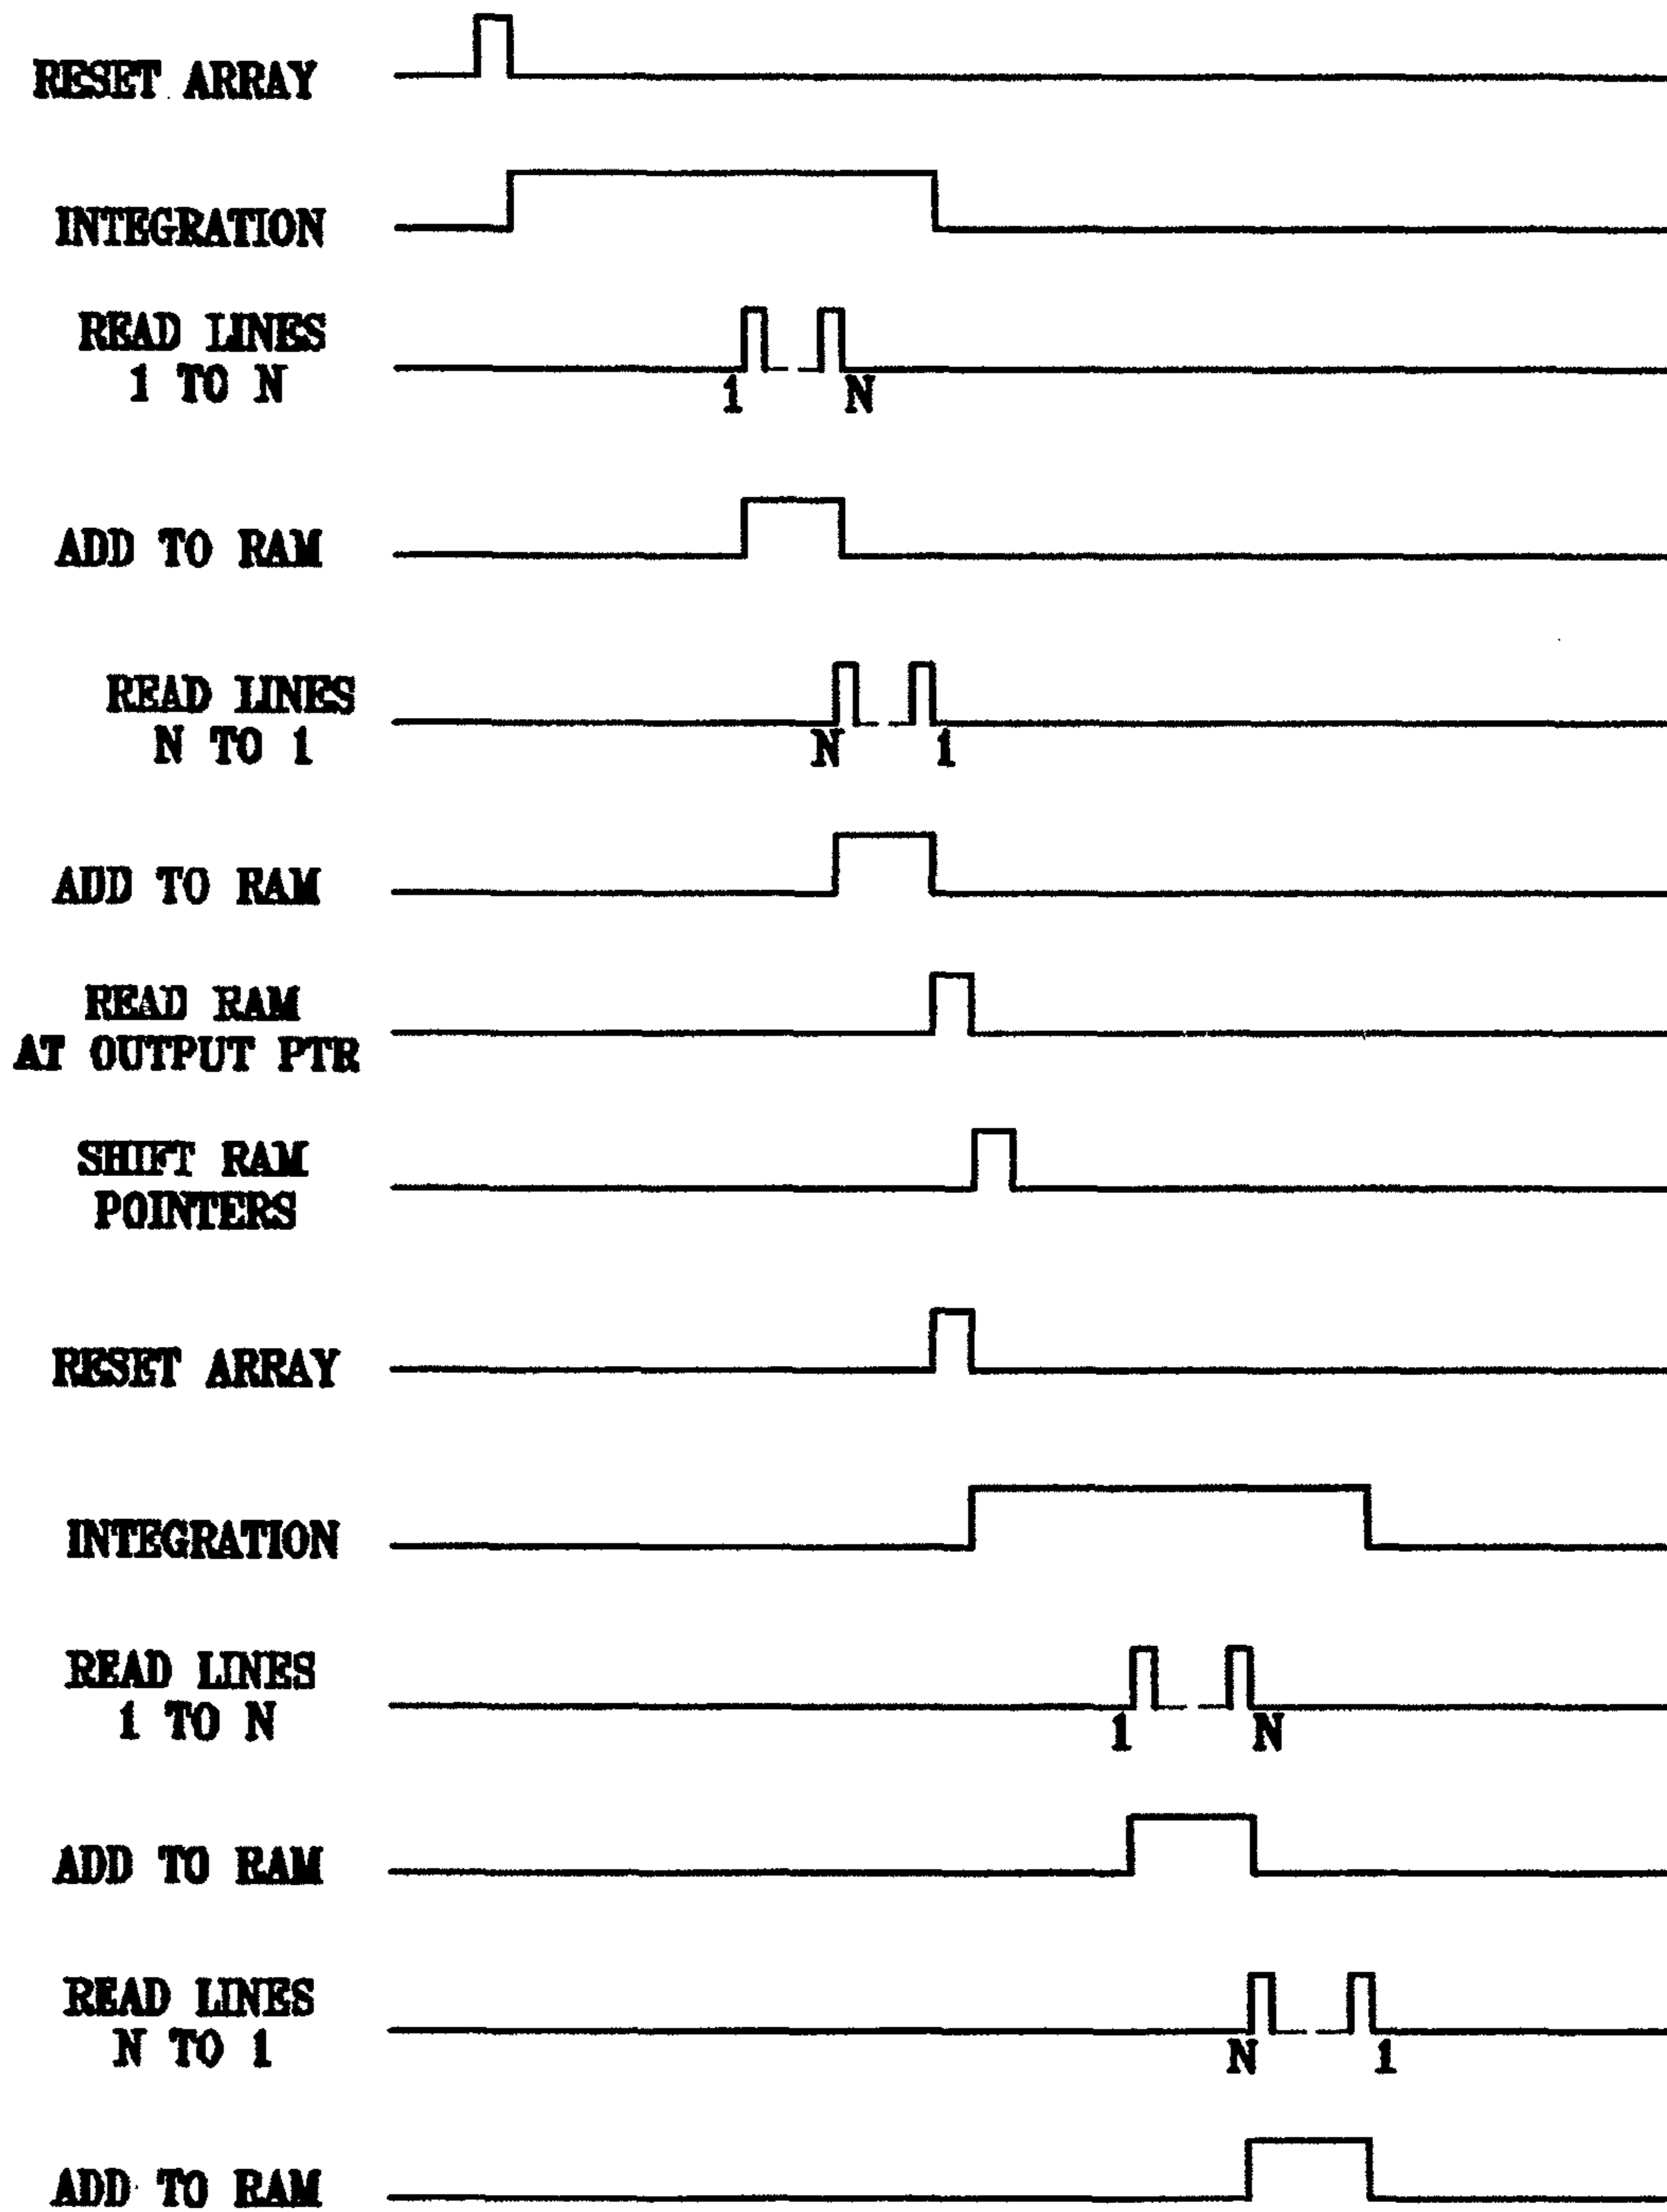 RESET ARRAY
INTEGRATION
READ LINES
1 TO N
1 N
ADD TO RAM
READ LINES
N TO 1
N 1
ADD TO RAM
READ RAM
AT OUTPUT PTR
SHIFT RAM
POINTERS
RESET ARRAY
INTEGRATION
READ LINES
1 TO N
1 N
ADD TO RAM
READ LINES
N TO 1
N 1
ADD TO RAM